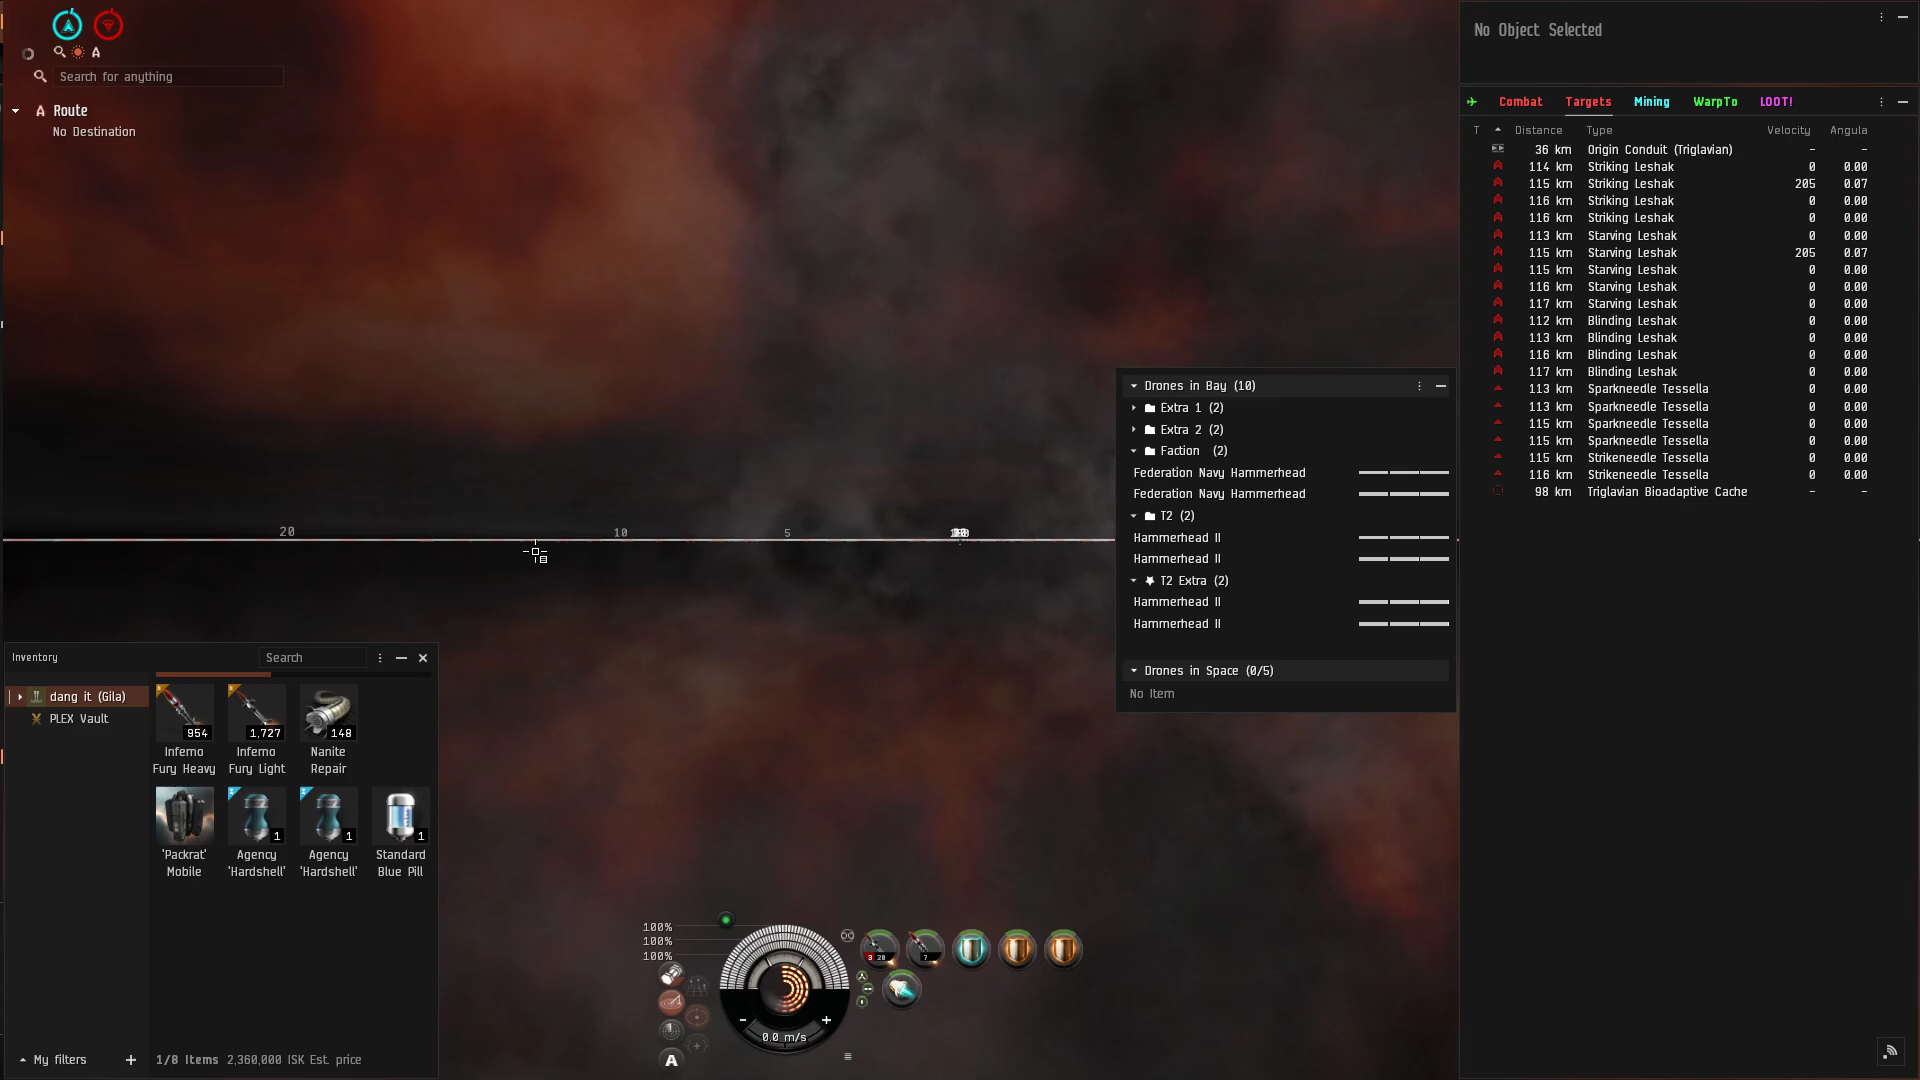 A
Search for anything
A Route
No Destination
No Object Selected
Combat Targets Mining WarpTo LOOT!
T Distance Type Velocity Angula
36 km Origin Conduit (Triglavian) - -
114 km Striking Leshak 0 0.00
115 km Striking Leshak 205 0.07
116 km Striking Leshak 0 0.00
116 km Striking Leshak 0 0.00
113 km Starving Leshak 0 0.00
115 km Starving Leshak 205 0.07
115 km Starving Leshak 0 0.00
116 km Starving Leshak 0 0.00
117 km Starving Leshak 0 0.00
112 km Blinding Leshak 0 0.00
113 km Blinding Leshak 0 0.00
116 km Blinding Leshak 0 0.00
117 km Blinding Leshak 0 0.00
113 km Sparkneedle Tessella 0 0.00
113 km Sparkneedle Tessella 0 0.00
115 km Sparkneedle Tessella 0 0.00
115 km Sparkneedle Tessella 0 0.00
115 km Strikeneedle Tessella 0 0.00
116 km Strikeneedle Tessella 0 0.00
98 km Triglavian Bioadaptive Cache - -
Drones in Bay (10)
Extra 1 (2)
Extra 2 (2)
Faction (2)
Federation Navy Hammerhead
Federation Navy Hammerhead
T2 (2)
Hammerhead II
Hammerhead II
T2 Extra (2)
Hammerhead II
Hammerhead II
Drones in Space (0/5)
No Item
20 10 5
Inventory Search
dang it (Gila)
PLEX Vault
954 1,727 148
Inferno Inferno Nanite
Fury Heavy Fury Light Repair
1 1 1
'Packrat' Agency Agency Standard
Mobile 'Hardshell' 'Hardshell' Blue Pill
My filters + 1/8 Items 2,360,000 ISK Est. price
100%
100%
100%
3 28 7
- +
0.0 m/s
A